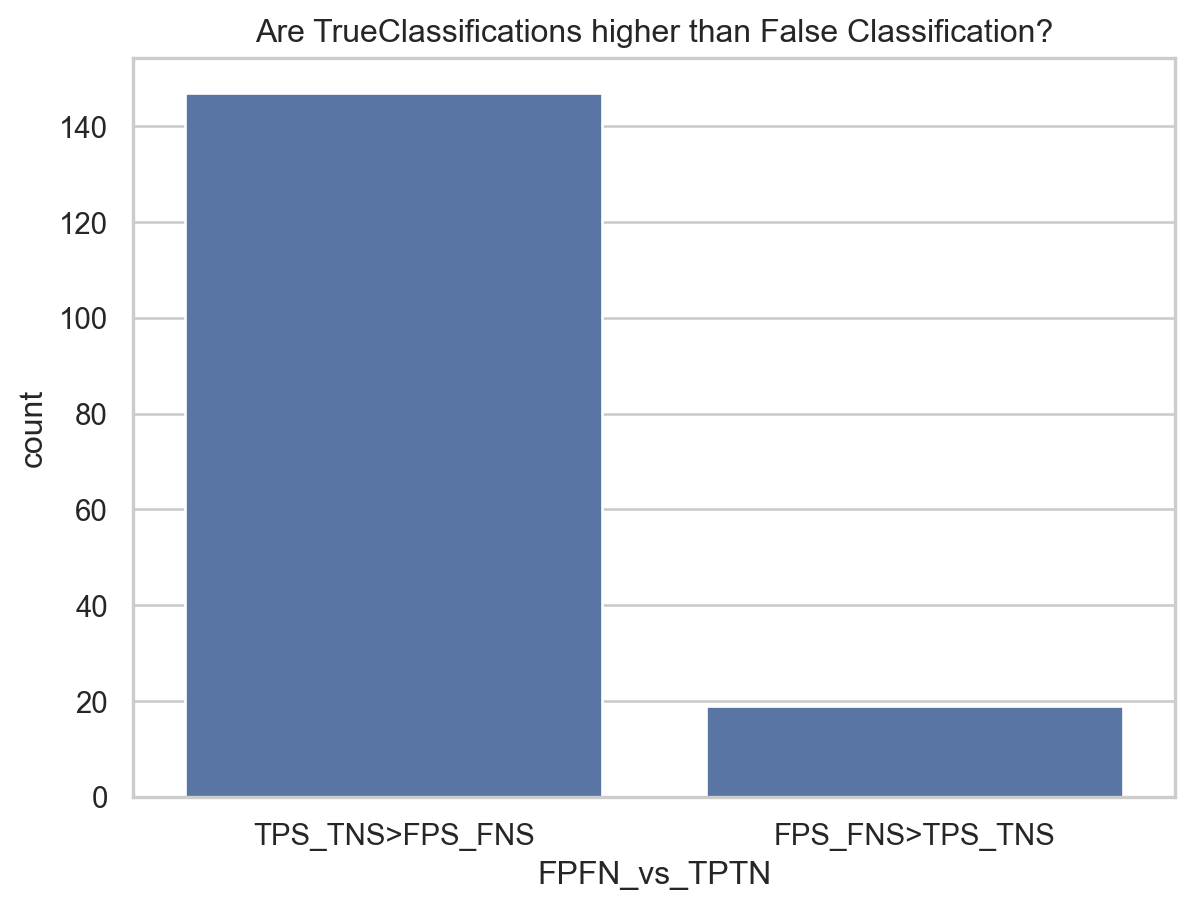 Are TrueClassifications higher than False Classification?
count
140
120
100
80
60
40
20
0
TPS_TNS>FPS_FNS
FPS_FNS>TPS_TNS
FPFN_vs_TPTN